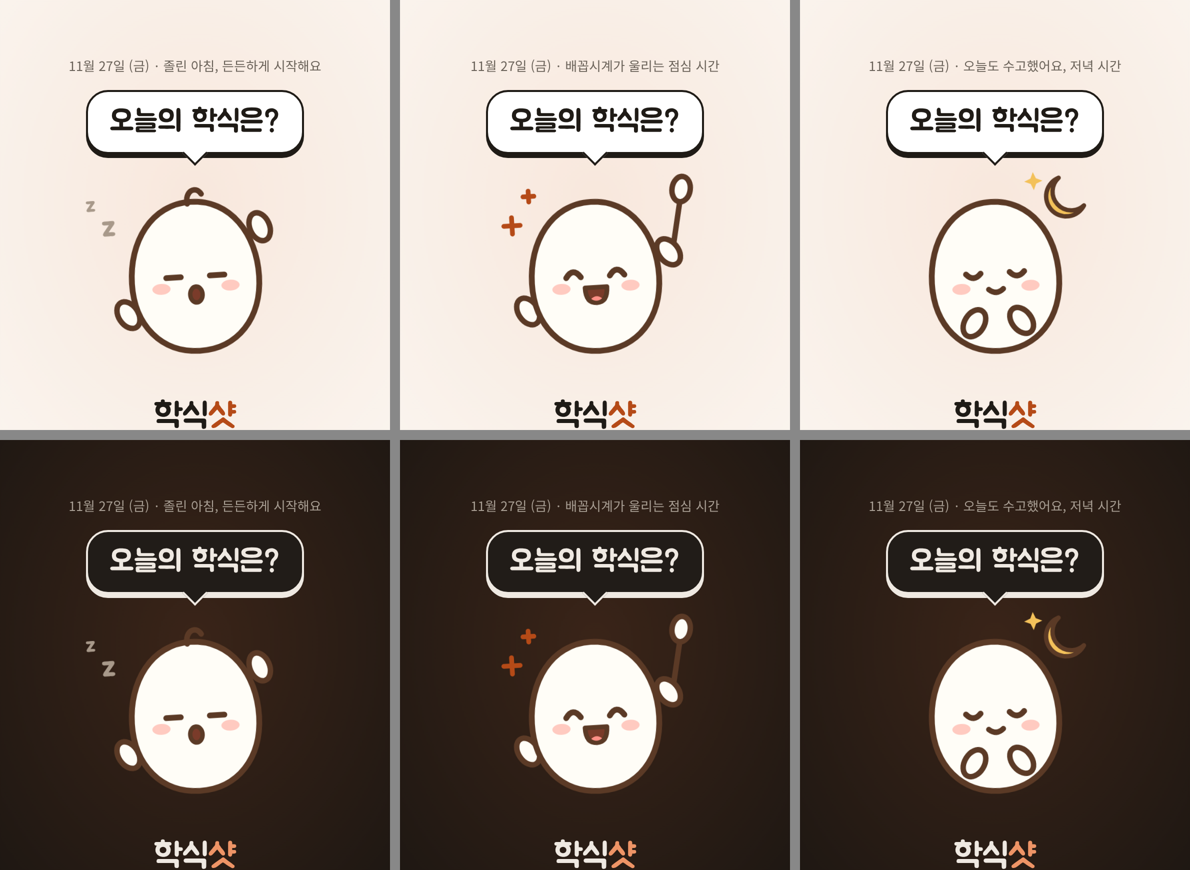 11월 27일 (금) · 졸린 아침, 든든하게 시작해요
오늘의 학식은?
z
z
학식샷
11월 27일 (금) · 배꼽시계가 울리는 점심 시간
오늘의 학식은?
학식샷
11월 27일 (금) · 오늘도 수고했어요, 저녁 시간
오늘의 학식은?
학식샷
11월 27일 (금) · 졸린 아침, 든든하게 시작해요
오늘의 학식은?
z
z
학식샷
11월 27일 (금) · 배꼽시계가 울리는 점심 시간
오늘의 학식은?
학식샷
11월 27일 (금) · 오늘도 수고했어요, 저녁 시간
오늘의 학식은?
학식샷